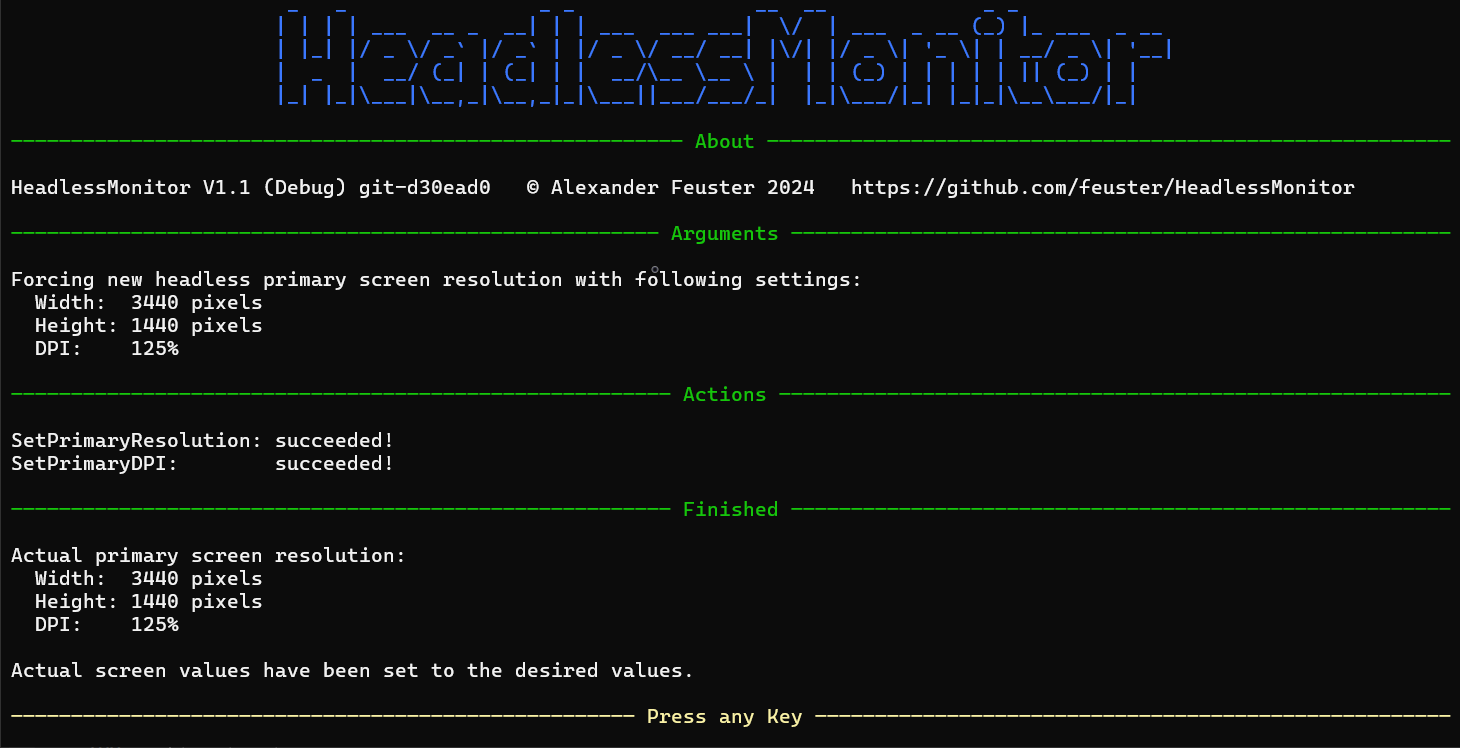 HeadlessMonitor
About
HeadlessMonitor V1.1 (Debug) git-d30ead0   © Alexander Feuster 2024   https://github.com/feuster/HeadlessMonitor
Arguments
Forcing new headless primary screen resolution with following settings:
  Width:  3440 pixels
  Height: 1440 pixels
  DPI:    125%
Actions
SetPrimaryResolution: succeeded!
SetPrimaryDPI:        succeeded!
Finished
Actual primary screen resolution:
  Width:  3440 pixels
  Height: 1440 pixels
  DPI:    125%
Actual screen values have been set to the desired values.
Press any Key